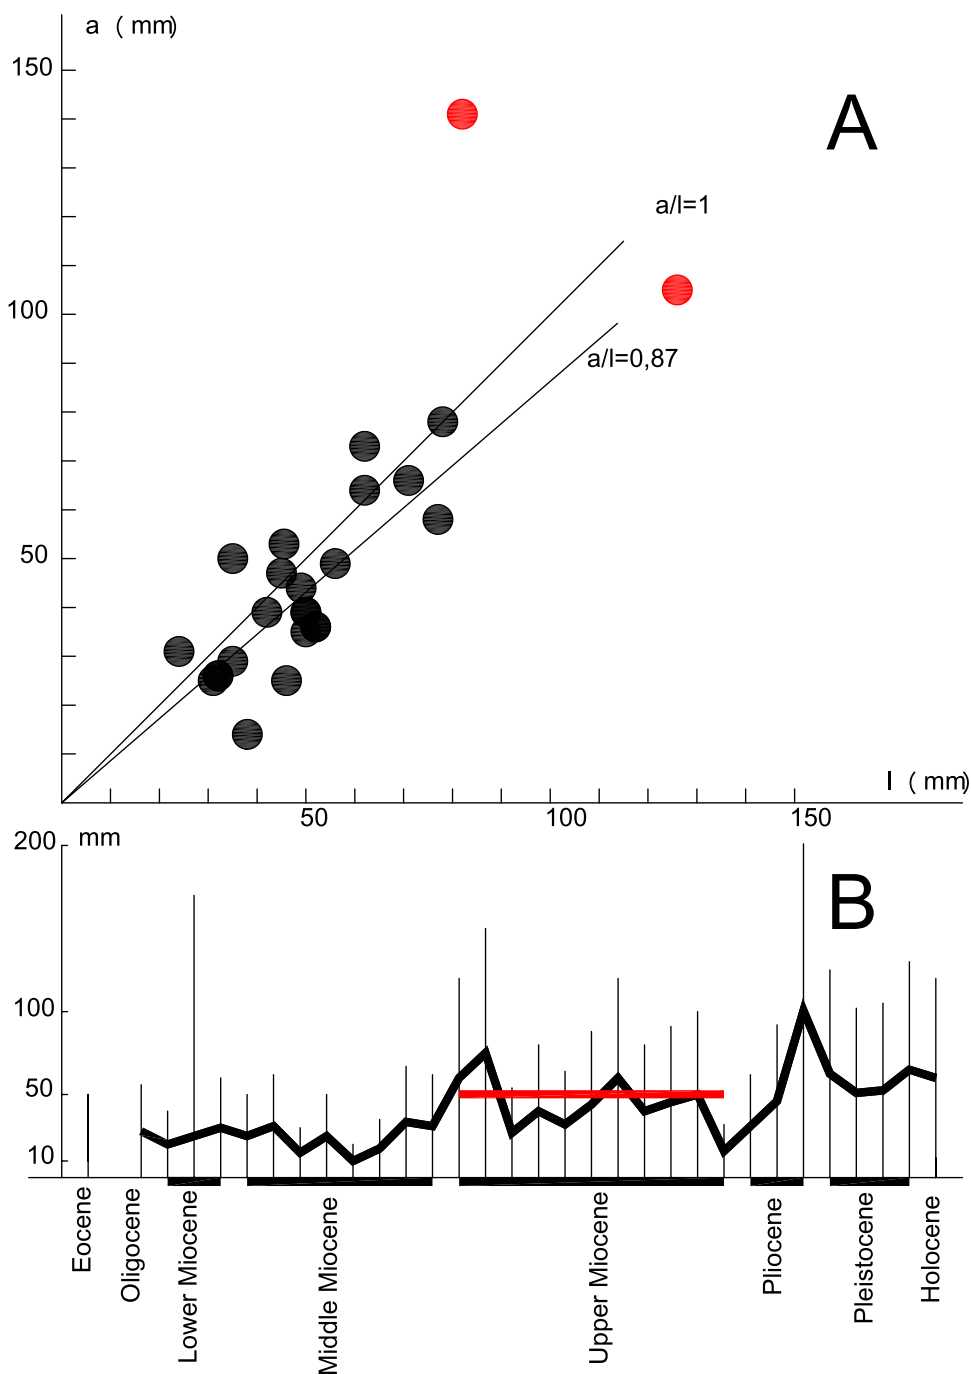 a ( mm)
150
A
a/l=1
100
a/l=0,87
50
l ( mm)
50
100
150
mm
200
B
100
50
10
Eocene
Oligocene
Lower Miocene
Middle Miocene
Upper Miocene
Pliocene
Pleistocene
Holocene